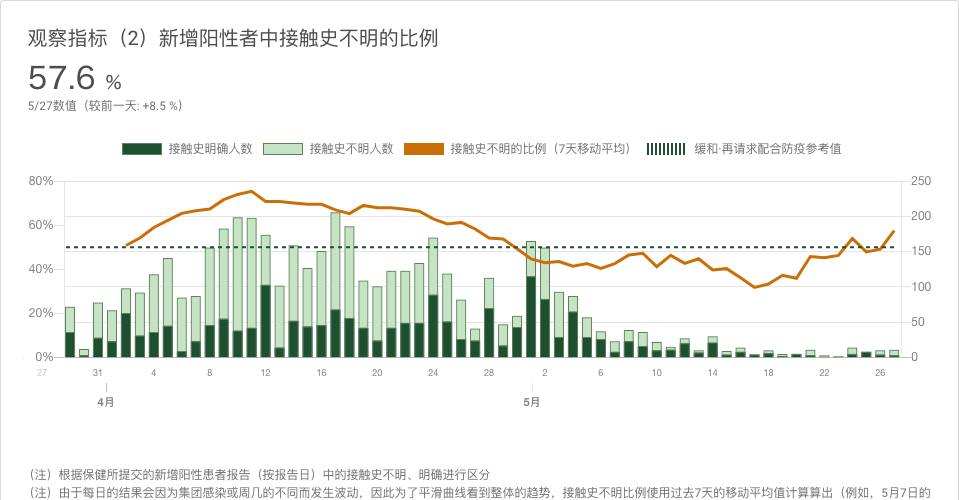 观察指标（2）新增阳性者中接触史不明的比例
57.6 %
5/27数值（较前一天: +8.5 %）
接触史明确人数 接触史不明人数 接触史不明的比例（7天移动平均） 缓和·再请求配合防疫参考值
80% 250
200
60%
150
40%
100
20%
50
0% 0
27 31 4 8 12 16 20 24 28 2 6 10 14 18 22 26
4月 5月
（注）根据保健所提交的新增阳性患者报告（按报告日）中的接触史不明、明确进行区分
（注）由于每日的结果会因为集团感染或周几的不同而发生波动，因此为了平滑曲线看到整体的趋势，接触史不明比例使用过去7天的移动平均值计算算出（例如，5月7日的